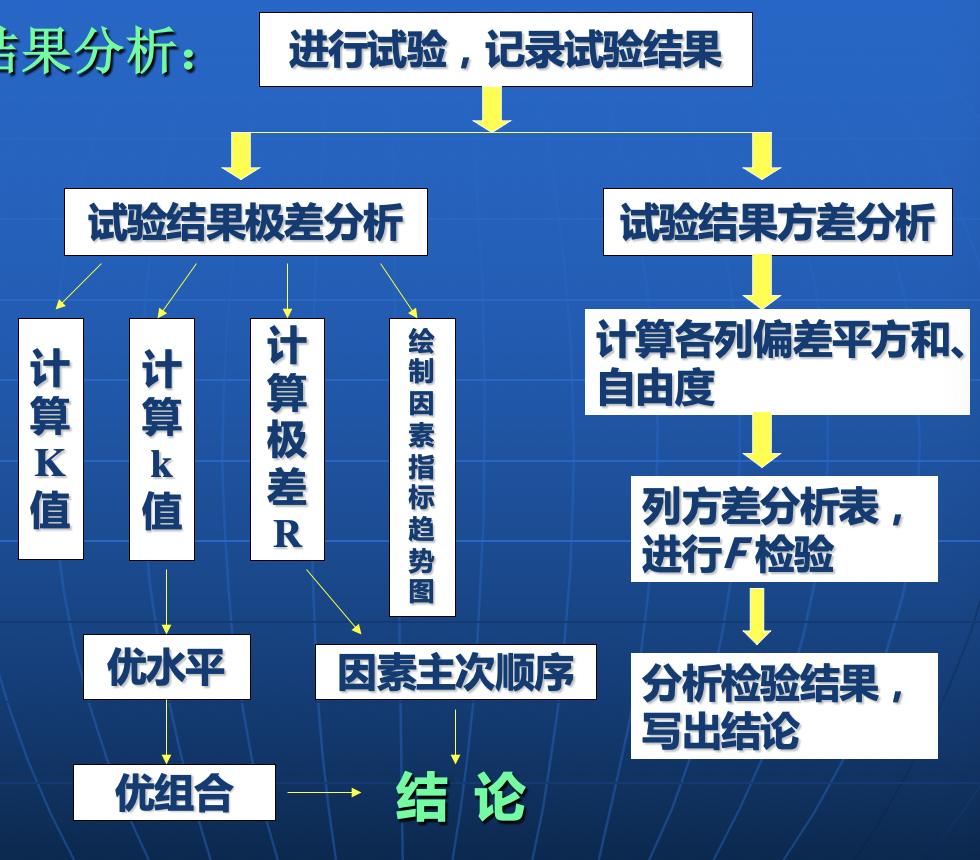 结果分析：
进行试验，记录试验结果
试验结果极差分析
试验结果方差分析
计算K值
计算k值
计算极差R
绘制因素指标趋势图
计算各列偏差平方和、
自由度
列方差分析表，
进行F检验
优水平
因素主次顺序
分析检验结果，
写出结论
优组合
结 论